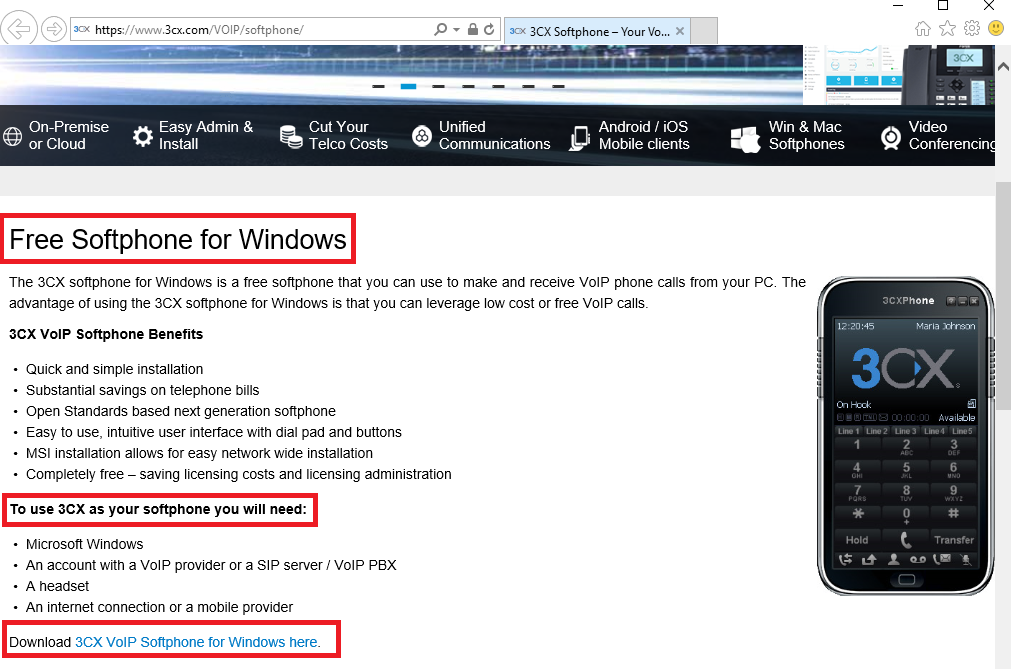 3CX https://www.3cx.com/VOIP/softphone/
3CX 3CX Softphone – Your Vo...
3CX
On-Premise or Cloud
Easy Admin & Install
Cut Your Telco Costs
Unified Communications
Android / iOS Mobile clients
Win & Mac Softphones
Video Conferencing
Free Softphone for Windows
The 3CX softphone for Windows is a free softphone that you can use to make and receive VoIP phone calls from your PC. The
advantage of using the 3CX softphone for Windows is that you can leverage low cost or free VoIP calls.
3CX VoIP Softphone Benefits
• Quick and simple installation
• Substantial savings on telephone bills
• Open Standards based next generation softphone
• Easy to use, intuitive user interface with dial pad and buttons
• MSI installation allows for easy network wide installation
• Completely free – saving licensing costs and licensing administration
To use 3CX as your softphone you will need:
• Microsoft Windows
• An account with a VoIP provider or a SIP server / VoIP PBX
• A headset
• An internet connection or a mobile provider
Download 3CX VoIP Softphone for Windows here.
3CXPhone
12:20:45 Maria Johnson
3CX
On Hook
00:00:00 Available
Line 1 Line 2 Line 3 Line 4 Line5
1 2 3
ABC DEF
4 5 6
GHI JKL MNO
7 8 9
PQRS TUV WXYZ
* 0 #
+
Hold Transfer